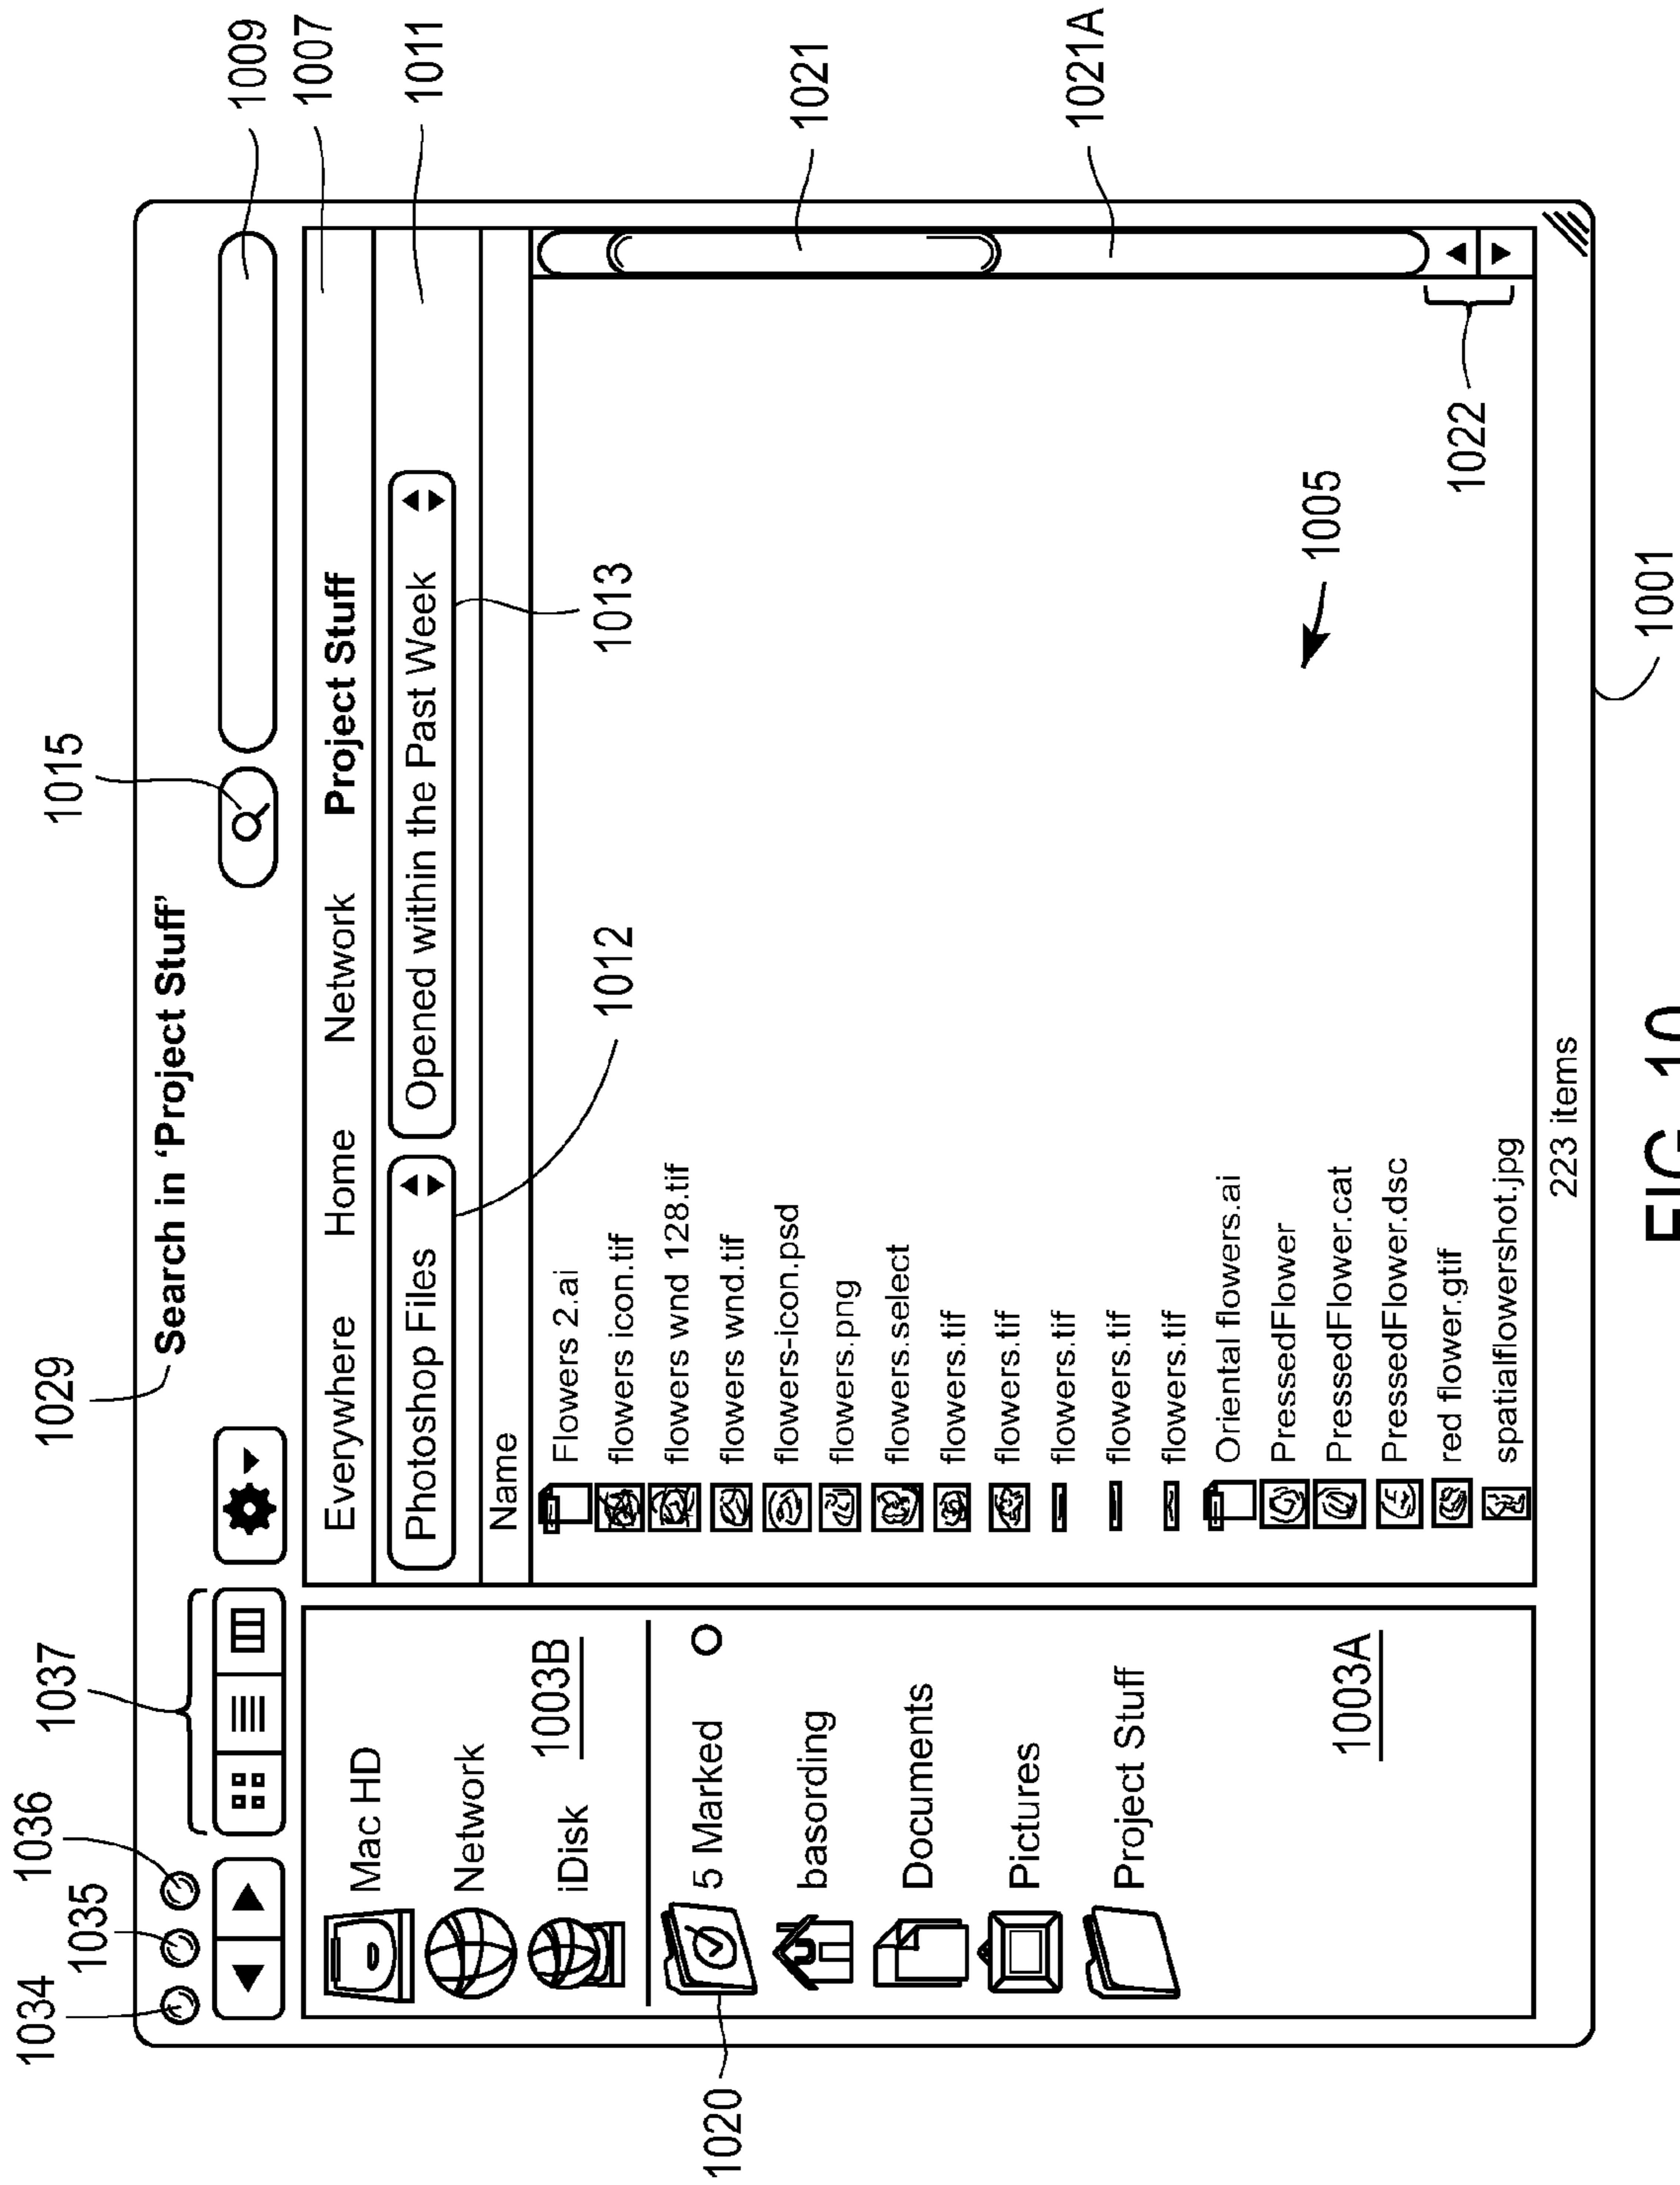 1034
1035
1036
1037
1029
1015
1009
1007
1011
Search in ‘Project Stuff’
Everywhere Home Network Project Stuff
Photoshop Files Opened within the Past Week
Name
1012
1013
Mac HD
Network
iDisk
1003B
1020
5 Marked
basording
Documents
Pictures
Project Stuff
1003A
Flowers 2.ai
flowers icon.tif
flowers wnd 128.tif
flowers wnd.tif
flowers-icon.psd
flowers.png
flowers.select
flowers.tif
flowers.tif
flowers.tif
flowers.tif
flowers.tif
Oriental flowers.ai
PressedFlower
PressedFlower.cat
PressedFlower.dsc
red flower.gtif
spatialflowershot.jpg
1021
1021A
1005
1022
223 items
1001
FIG 10